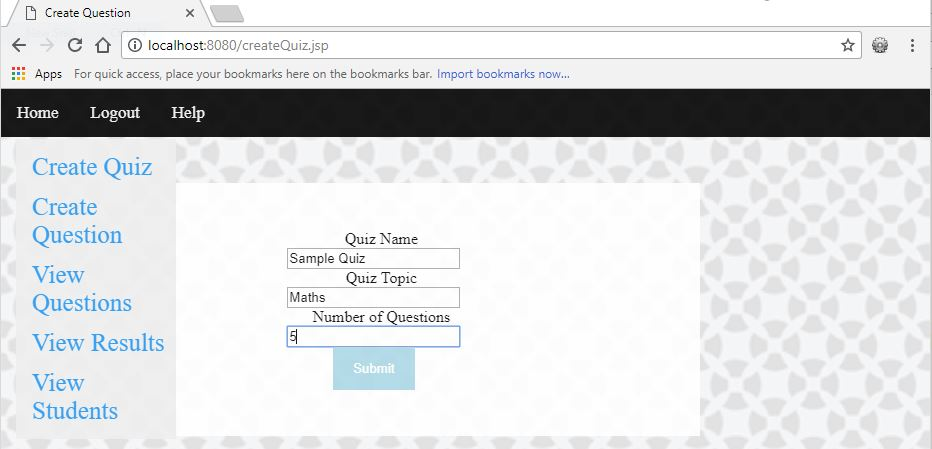 Create Question
localhost:8080/createQuiz.jsp
Apps For quick access, place your bookmarks here on the bookmarks bar. Import bookmarks now...
Home Logout Help
Create Quiz
Create
Question
View
Questions
View Results
View
Students
Quiz Name
Sample Quiz
Quiz Topic
Maths
Number of Questions
5
Submit